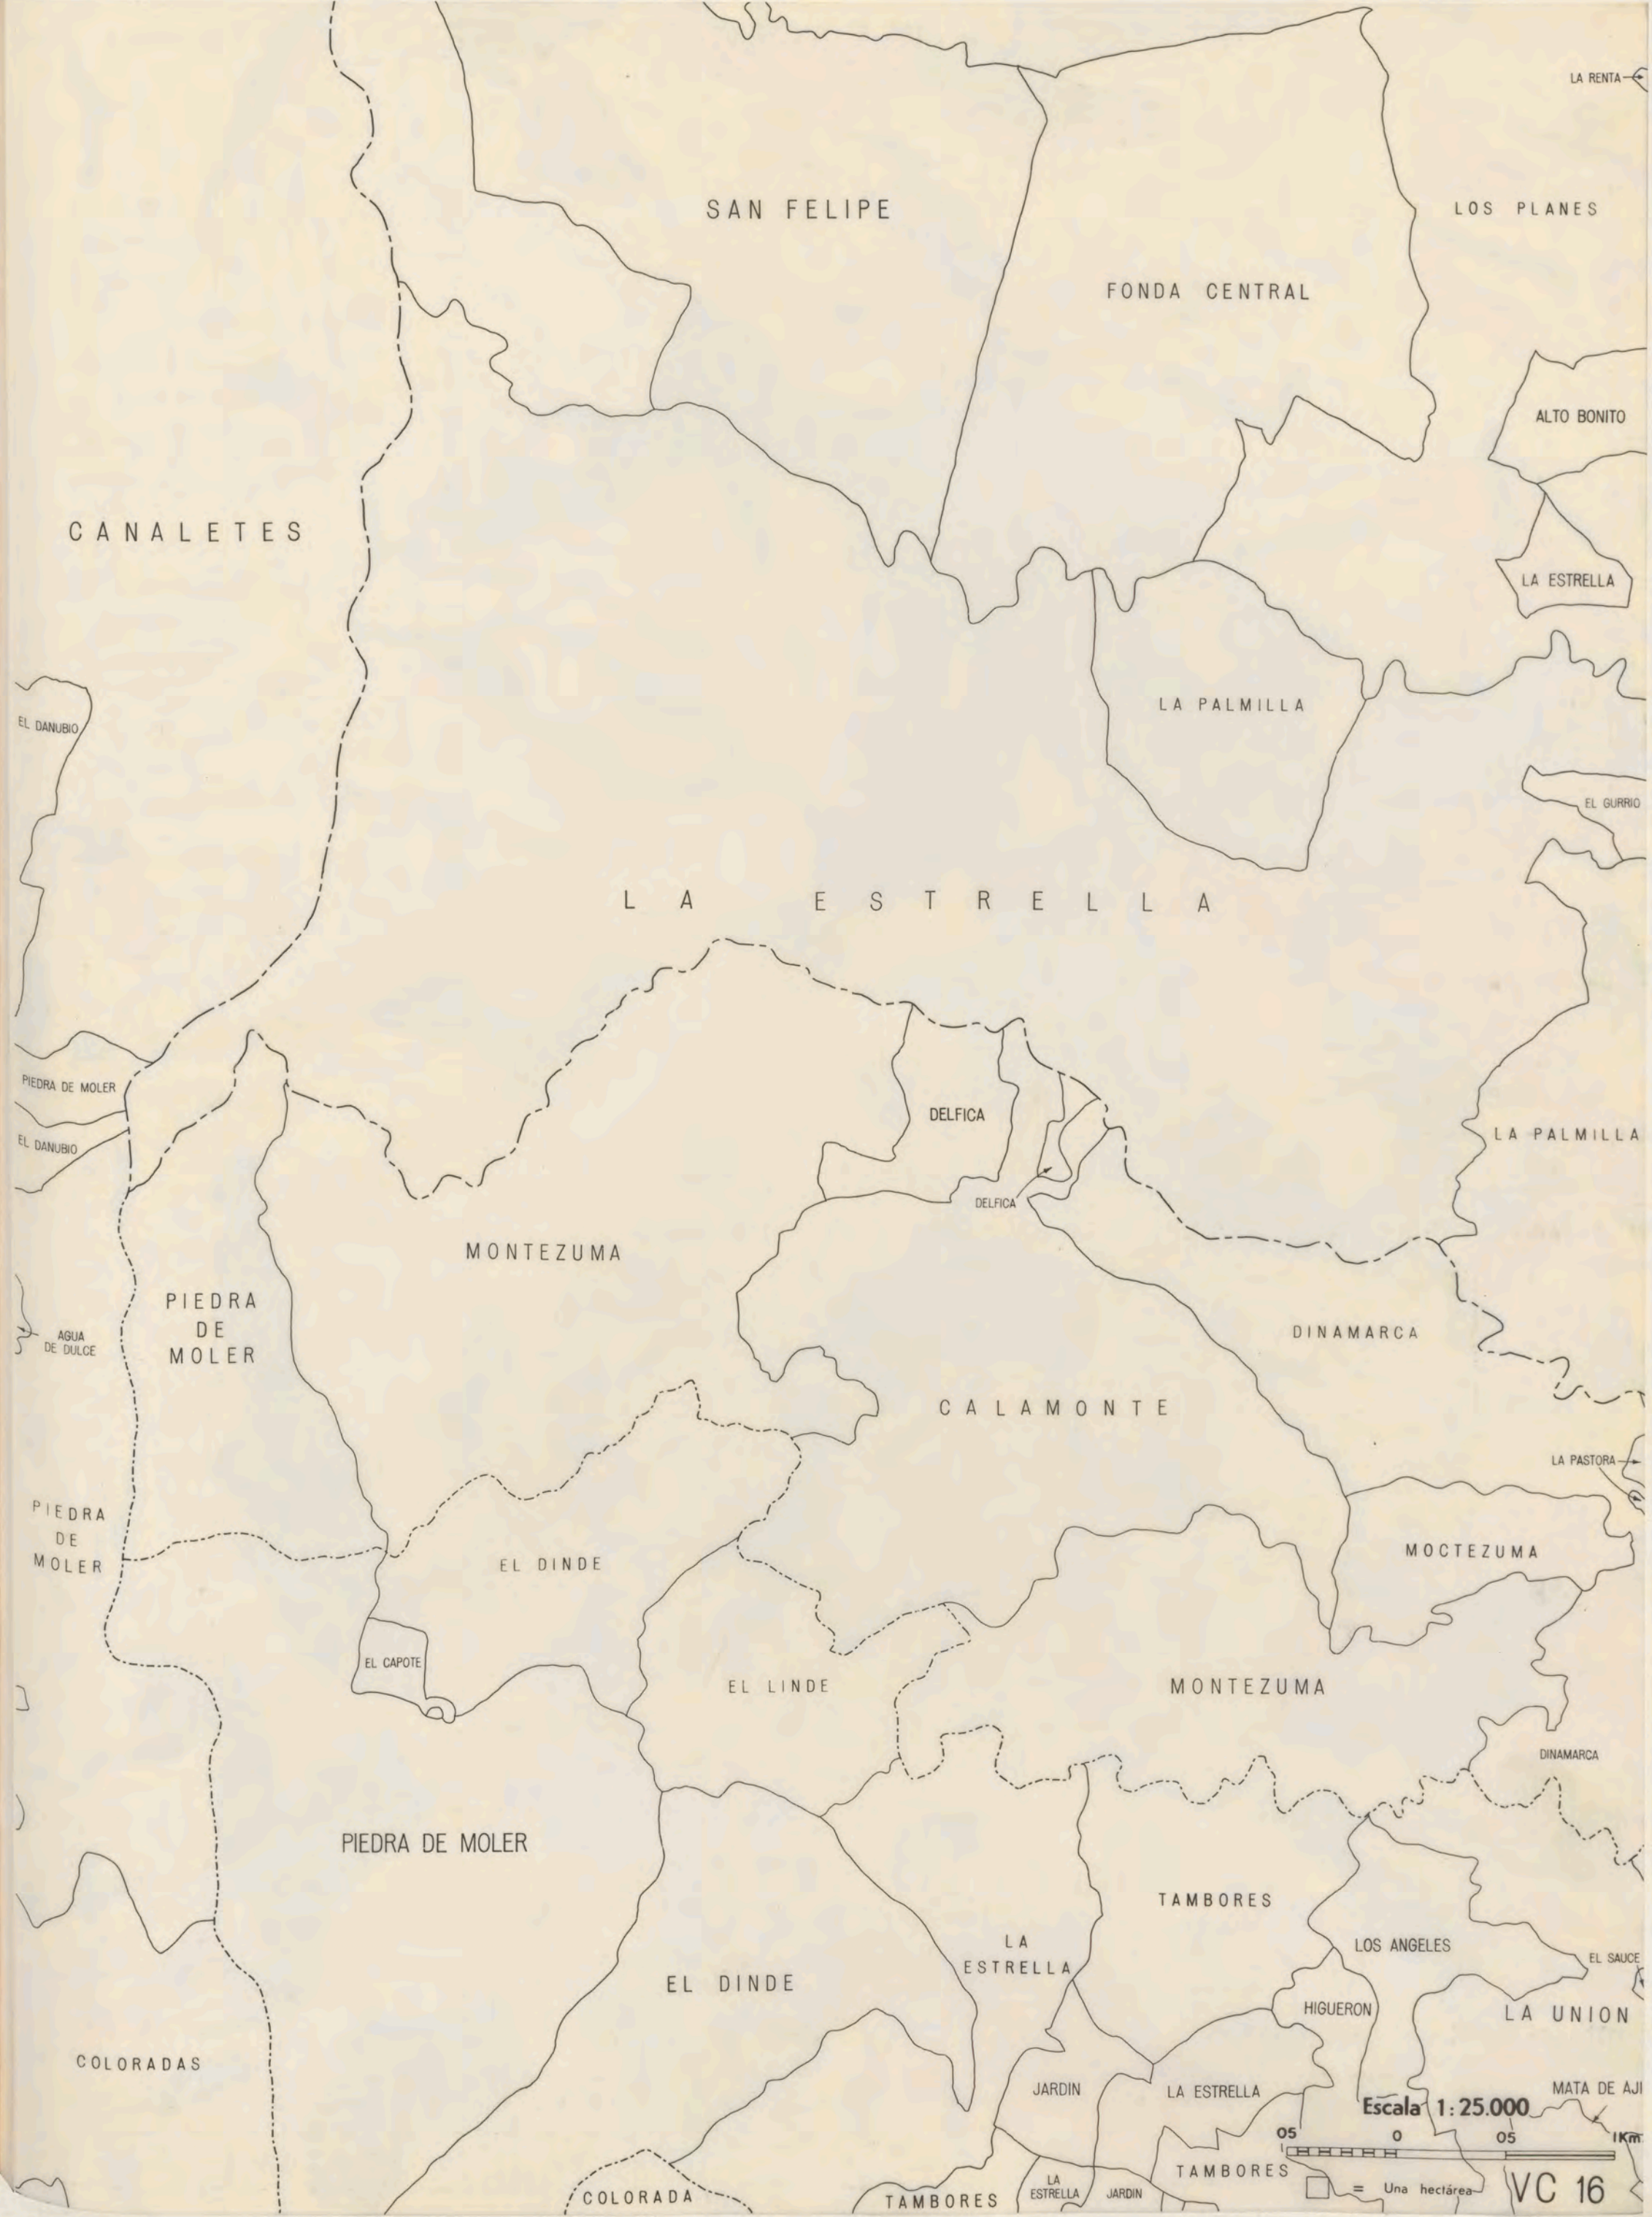 LA RENTA
SAN FELIPE
LOS PLANES
FONDA CENTRAL
ALTO BONITO
CANALETES
LA ESTRELLA
LA PALMILLA
EL DANUBIO
EL GURRIO
LA ESTRELLA
PIEDRA DE MOLER
DELFICA
LA PALMILLA
EL DANUBIO
DELFICA
MONTEZUMA
PIEDRA
DE
MOLER
DINAMARCA
AGUA
DE DULCE
CALAMONTE
LA PASTORA
PIEDRA
DE
MOLER
EL DINDE
MOCTEZUMA
EL CAPOTE
EL LINDE
MONTEZUMA
DINAMARCA
PIEDRA DE MOLER
TAMBORES
LA
ESTRELLA
LOS ANGELES
EL SAUCE
EL DINDE
HIGUERON
LA UNION
COLORADAS
JARDIN
LA ESTRELLA
MATA DE AJI
Escala 1:25.000
05 0 05 1Km
TAMBORES
LA
ESTRELLA
JARDIN
= Una hectárea
VC 16
COLORADA
TAMBORES